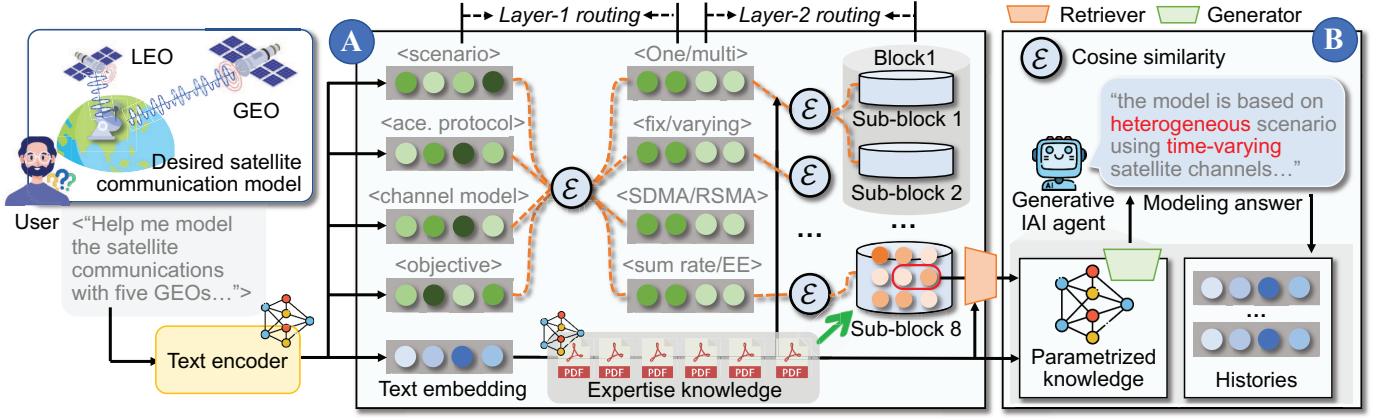 LEO
GEO
Desired satellite
communication model
User
<“Help me model
the satellite
communications
with five GEOs…”>
Text encoder
A
Layer-1 routing
Layer-2 routing
<scenario>
<ace. protocol>
<channel model>
<objective>
Text embedding
ℰ
<One/multi>
<fix/varying>
<SDMA/RSMA>
<sum rate/EE>
ℰ
ℰ
...
ℰ
Block1
Sub-block 1
Sub-block 2
...
Sub-block 8
PDF
PDF
PDF
PDF
PDF
PDF
Expertise knowledge
Retriever
Generator
B
ℰ
Cosine similarity
“the model is based on
heterogeneous scenario
using time-varying
satellite channels…”
AI
Generative
IAI agent
Modeling answer
Parametrized
knowledge
...
Histories